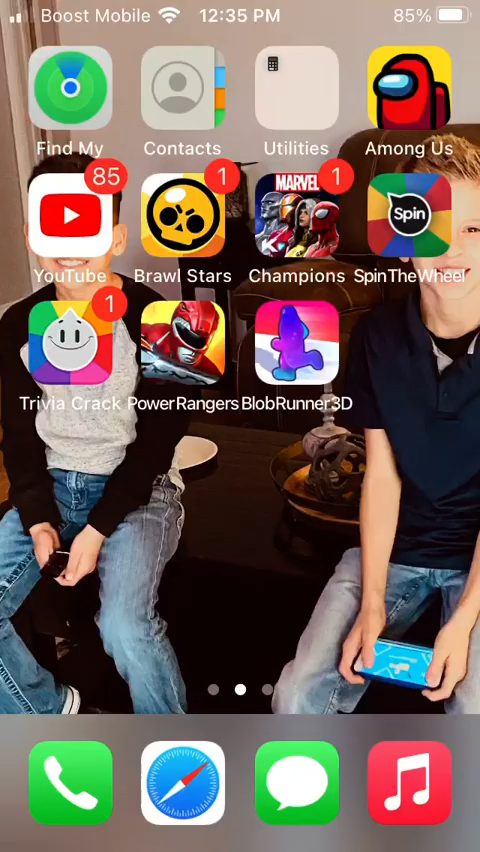 Boost Mobile 12:35 PM 85%
Find My Contacts Utilities Among Us
85 1 MARVEL 1 Spin
YouTube Brawl Stars Champions SpinTheWheel
1
Trivia Crack PowerRangers BlobRunner3D